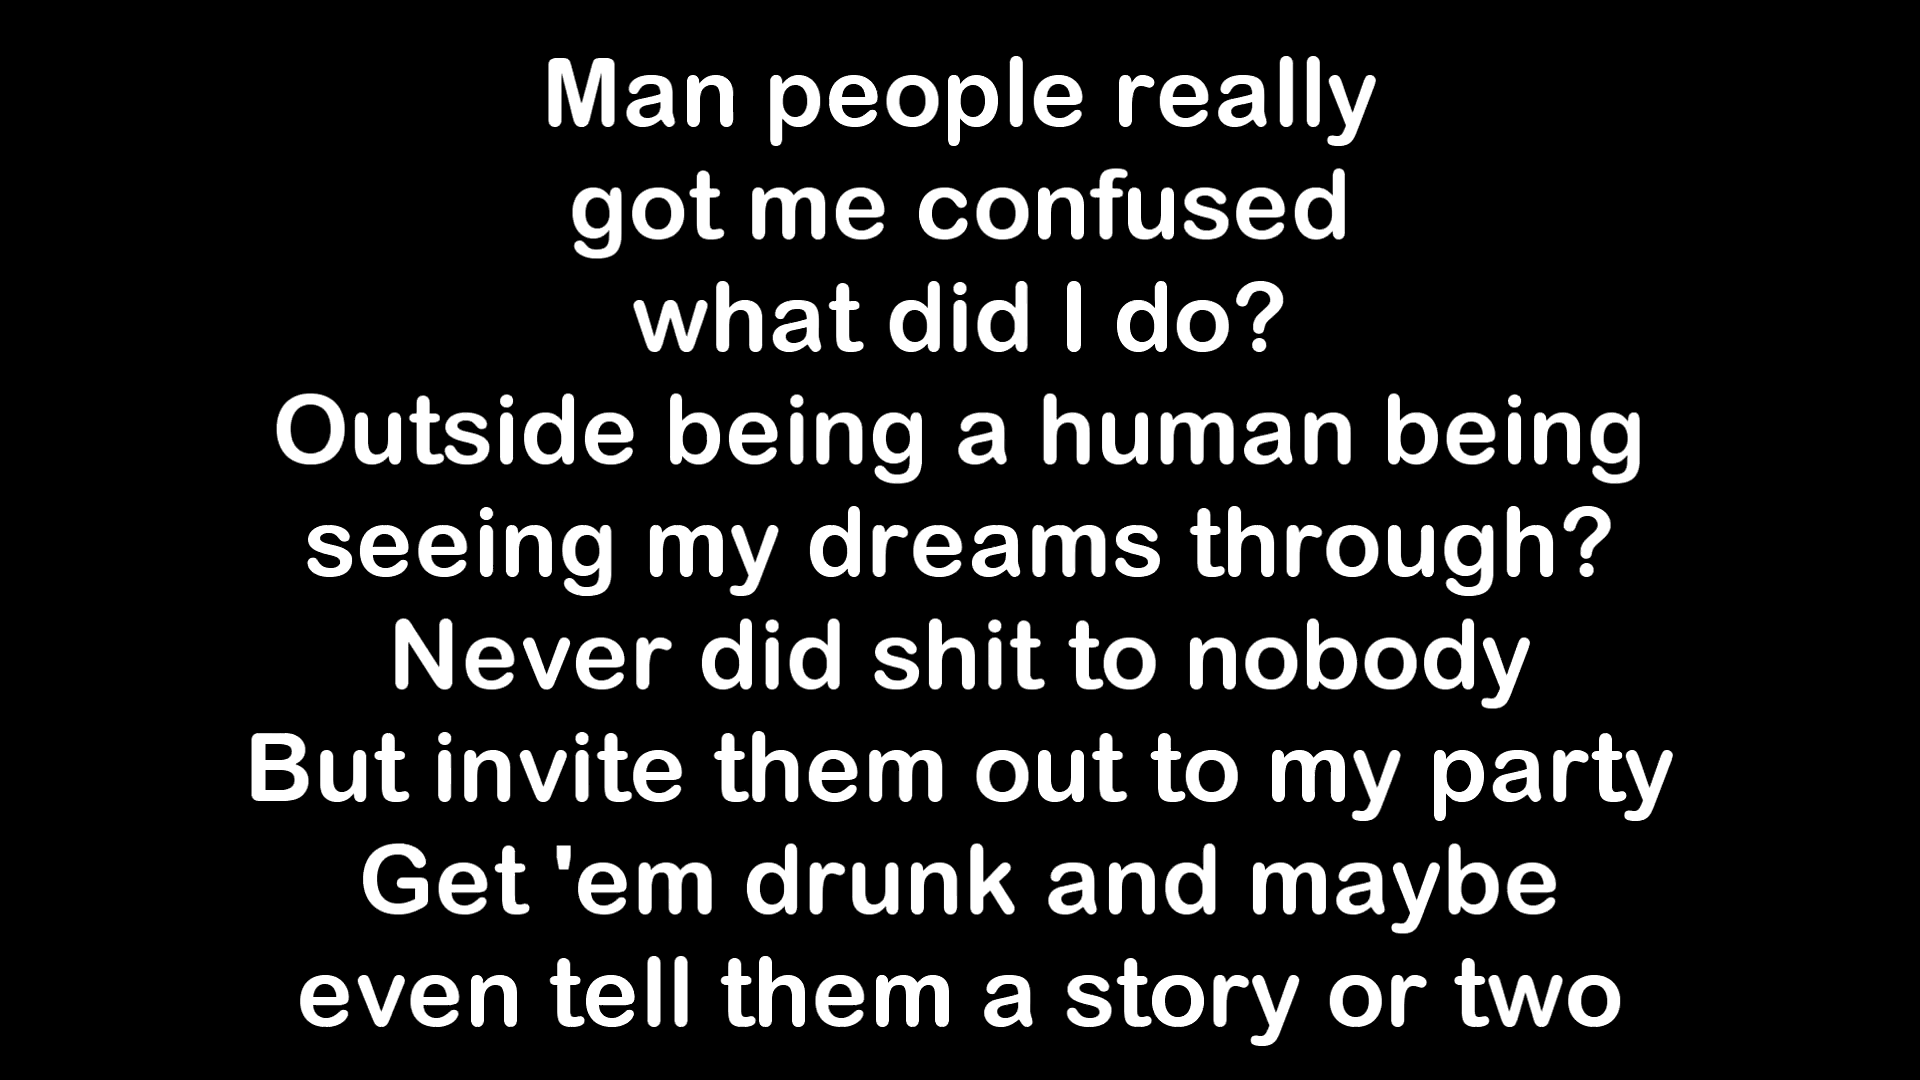 Man people really
got me confused
what did I do?
Outside being a human being
seeing my dreams through?
Never did shit to nobody
But invite them out to my party
Get 'em drunk and maybe
even tell them a story or two